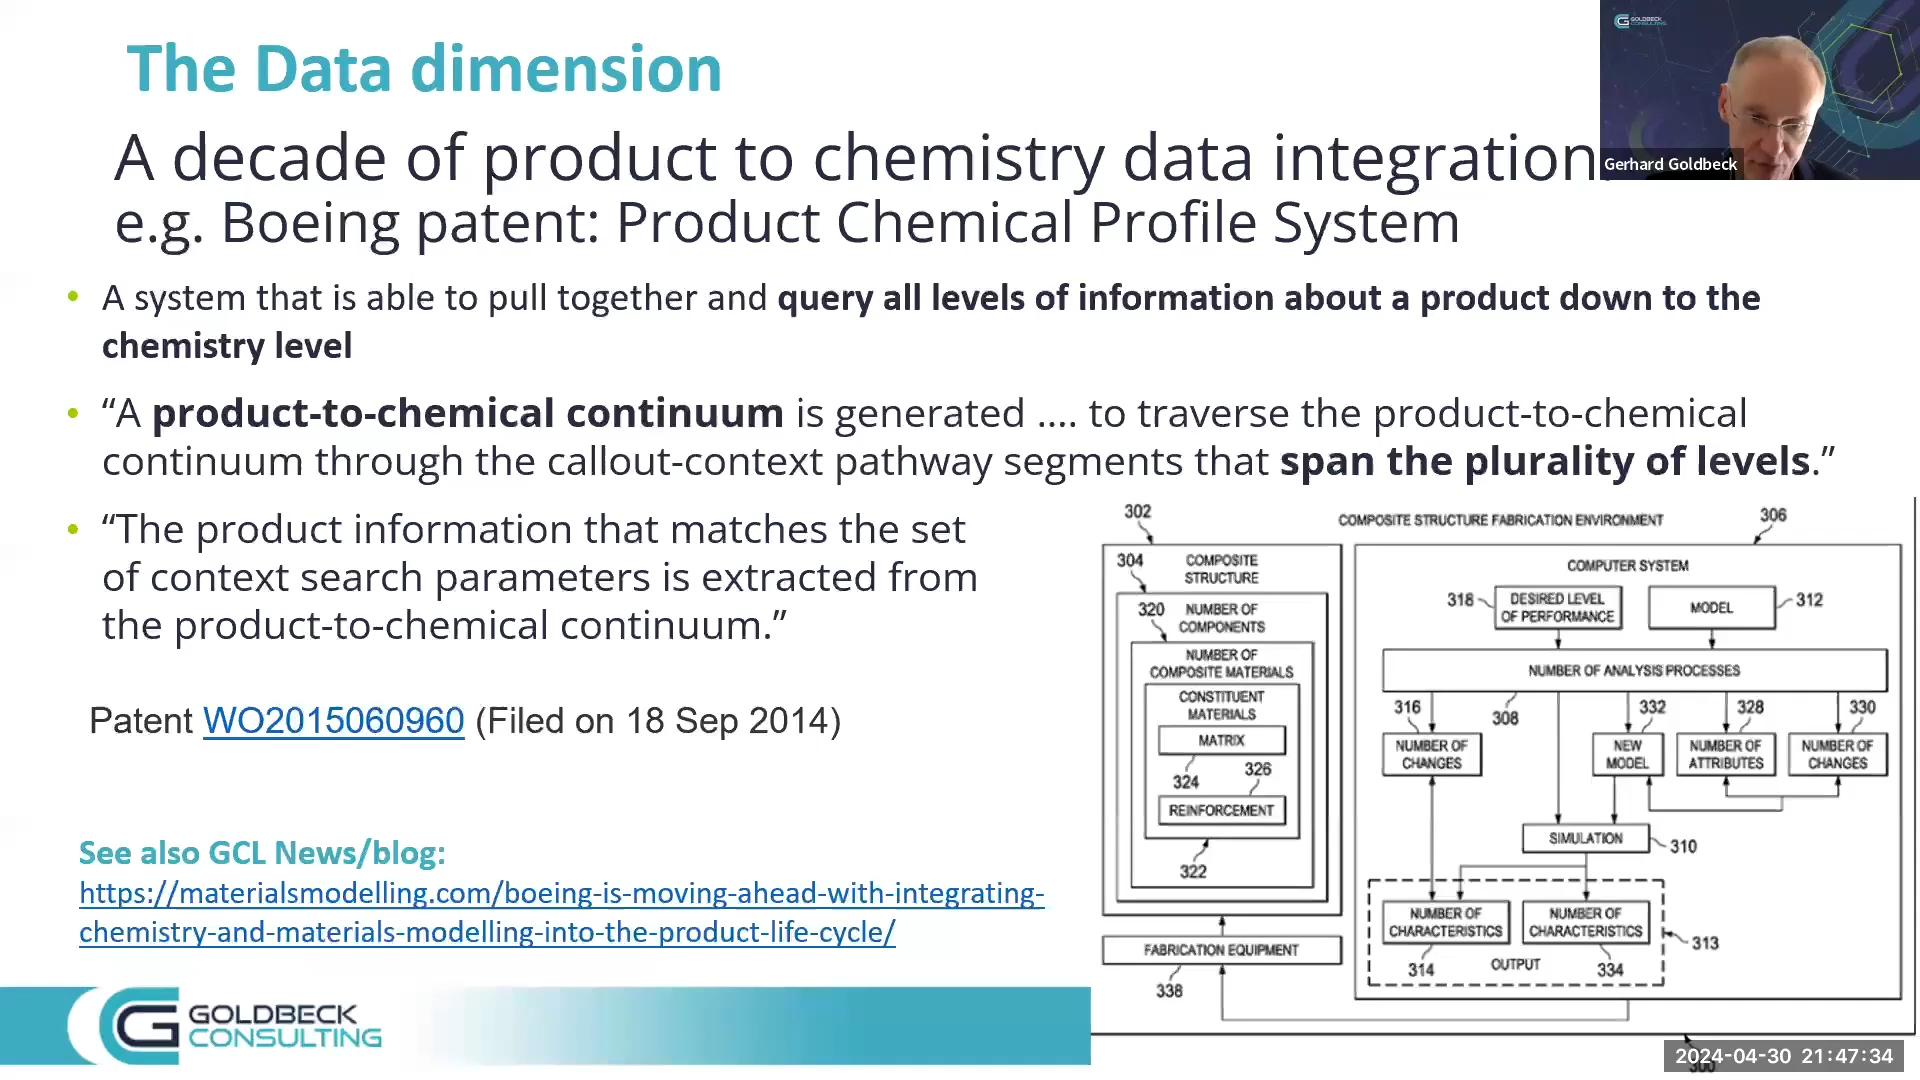 The Data dimension
A decade of product to chemistry data integration
e.g. Boeing patent: Product Chemical Profile System
• A system that is able to pull together and query all levels of information about a product down to the
chemistry level
• “A product-to-chemical continuum is generated .... to traverse the product-to-chemical
continuum through the callout-context pathway segments that span the plurality of levels.”
• “The product information that matches the set
of context search parameters is extracted from
the product-to-chemical continuum.”
Patent WO2015060960 (Filed on 18 Sep 2014)
See also GCL News/blog:
https://materialsmodelling.com/boeing-is-moving-ahead-with-integrating-
chemistry-and-materials-modelling-into-the-product-life-cycle/
GOLDBECK
CONSULTING
GOLDBECK
CONSULTING
Gerhard Goldbeck
302
COMPOSITE STRUCTURE FABRICATION ENVIRONMENT
306
304
COMPOSITE
STRUCTURE
320
NUMBER OF
COMPONENTS
NUMBER OF
COMPOSITE MATERIALS
CONSTITUENT
MATERIALS
MATRIX
324
326
REINFORCEMENT
322
FABRICATION EQUIPMENT
338
COMPUTER SYSTEM
318
DESIRED LEVEL
OF PERFORMANCE
MODEL
312
NUMBER OF ANALYSIS PROCESSES
316
308
332
328
330
NUMBER OF
CHANGES
NEW
MODEL
NUMBER OF
ATTRIBUTES
NUMBER OF
CHANGES
SIMULATION
310
NUMBER OF
CHARACTERISTICS
NUMBER OF
CHARACTERISTICS
313
314
OUTPUT
334
2024-04-30 21:47:34
300